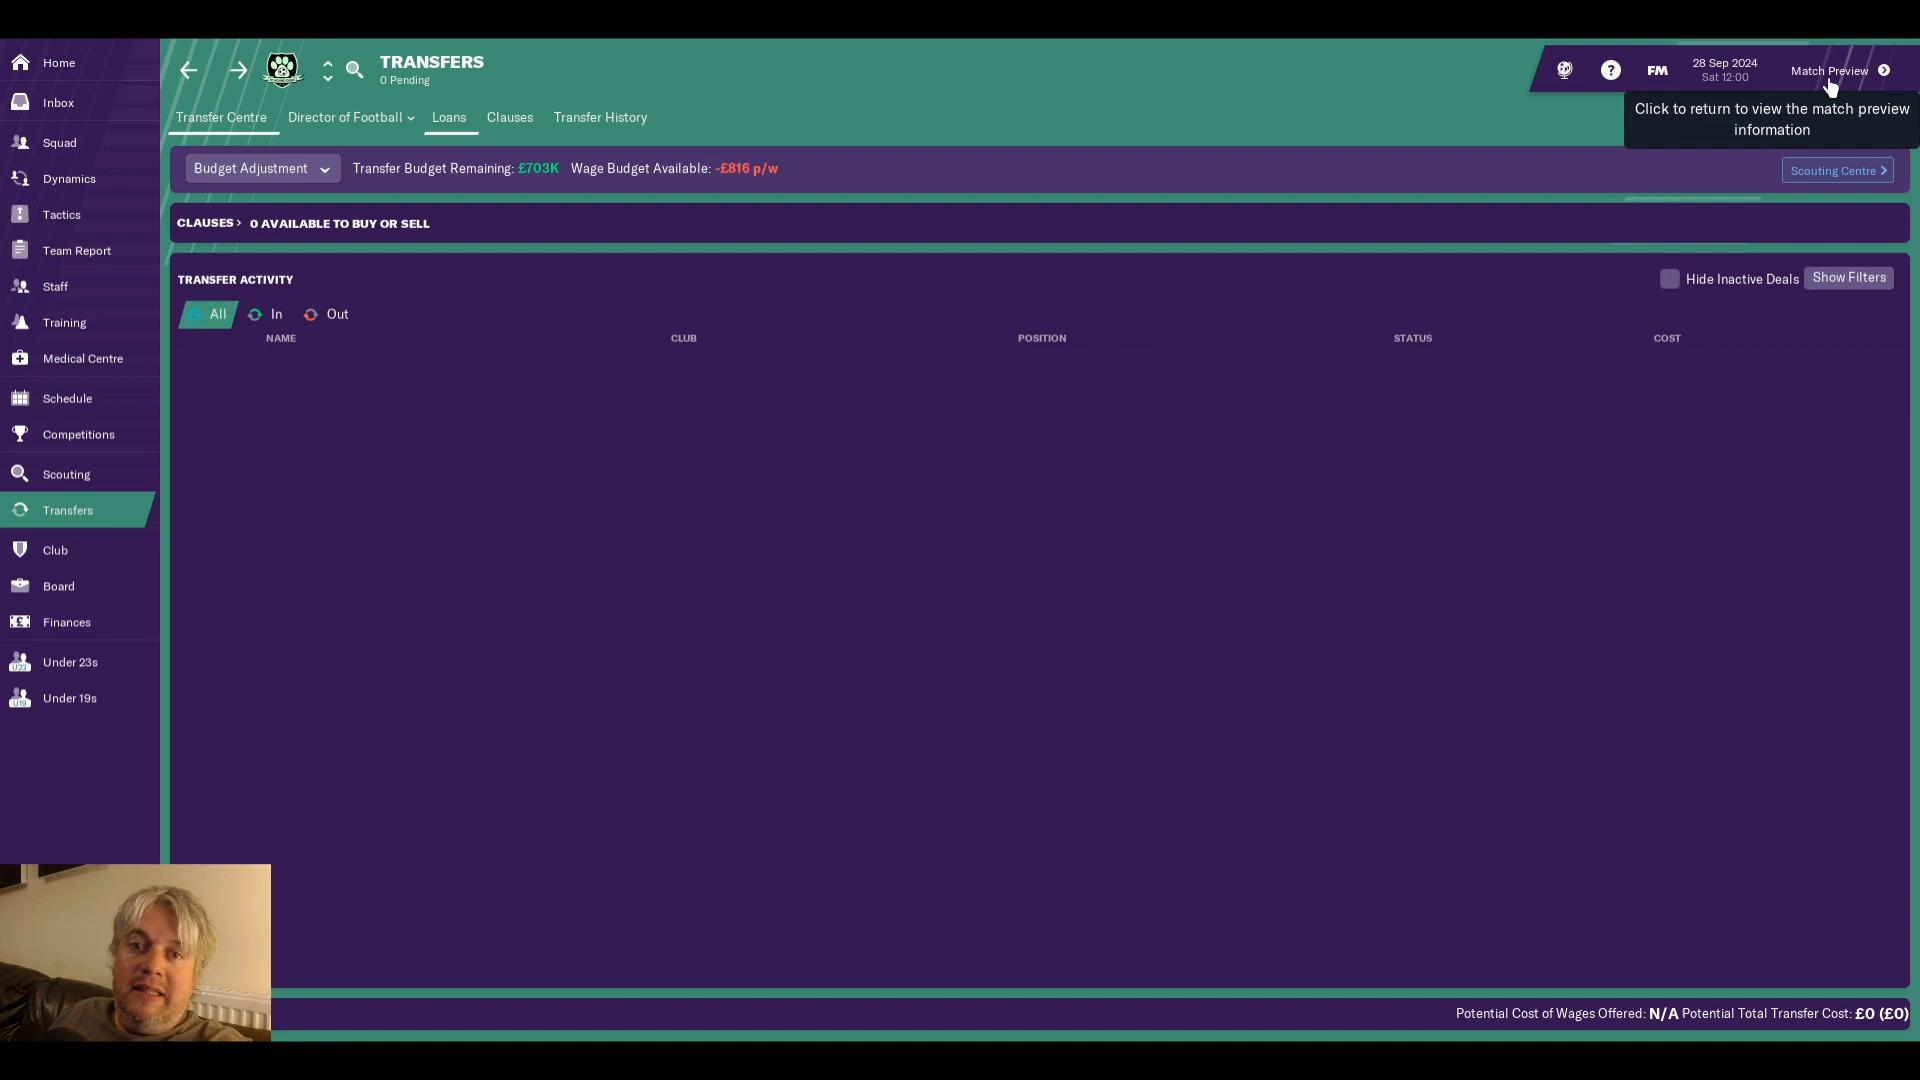 Home
Inbox
Squad
Dynamics
Tactics
Team Report
Staff
Training
Medical Centre
Schedule
Competitions
Scouting
Transfers
Club
Board
Finances
U23
Under 23s
U19
Under 19s
TRANSFERS
0 Pending
?
FM
28 Sep 2024
Sat 12:00
Match Preview
Click to return to view the match preview
information
Transfer Centre Director of Football Loans Clauses Transfer History
Budget Adjustment Transfer Budget Remaining: £703K Wage Budget Available: -£816 p/w Scouting Centre >
CLAUSES > 0 AVAILABLE TO BUY OR SELL
TRANSFER ACTIVITY Hide Inactive Deals Show Filters
All In Out
NAME CLUB POSITION STATUS COST
Potential Cost of Wages Offered: N/A Potential Total Transfer Cost: £0 (£0)